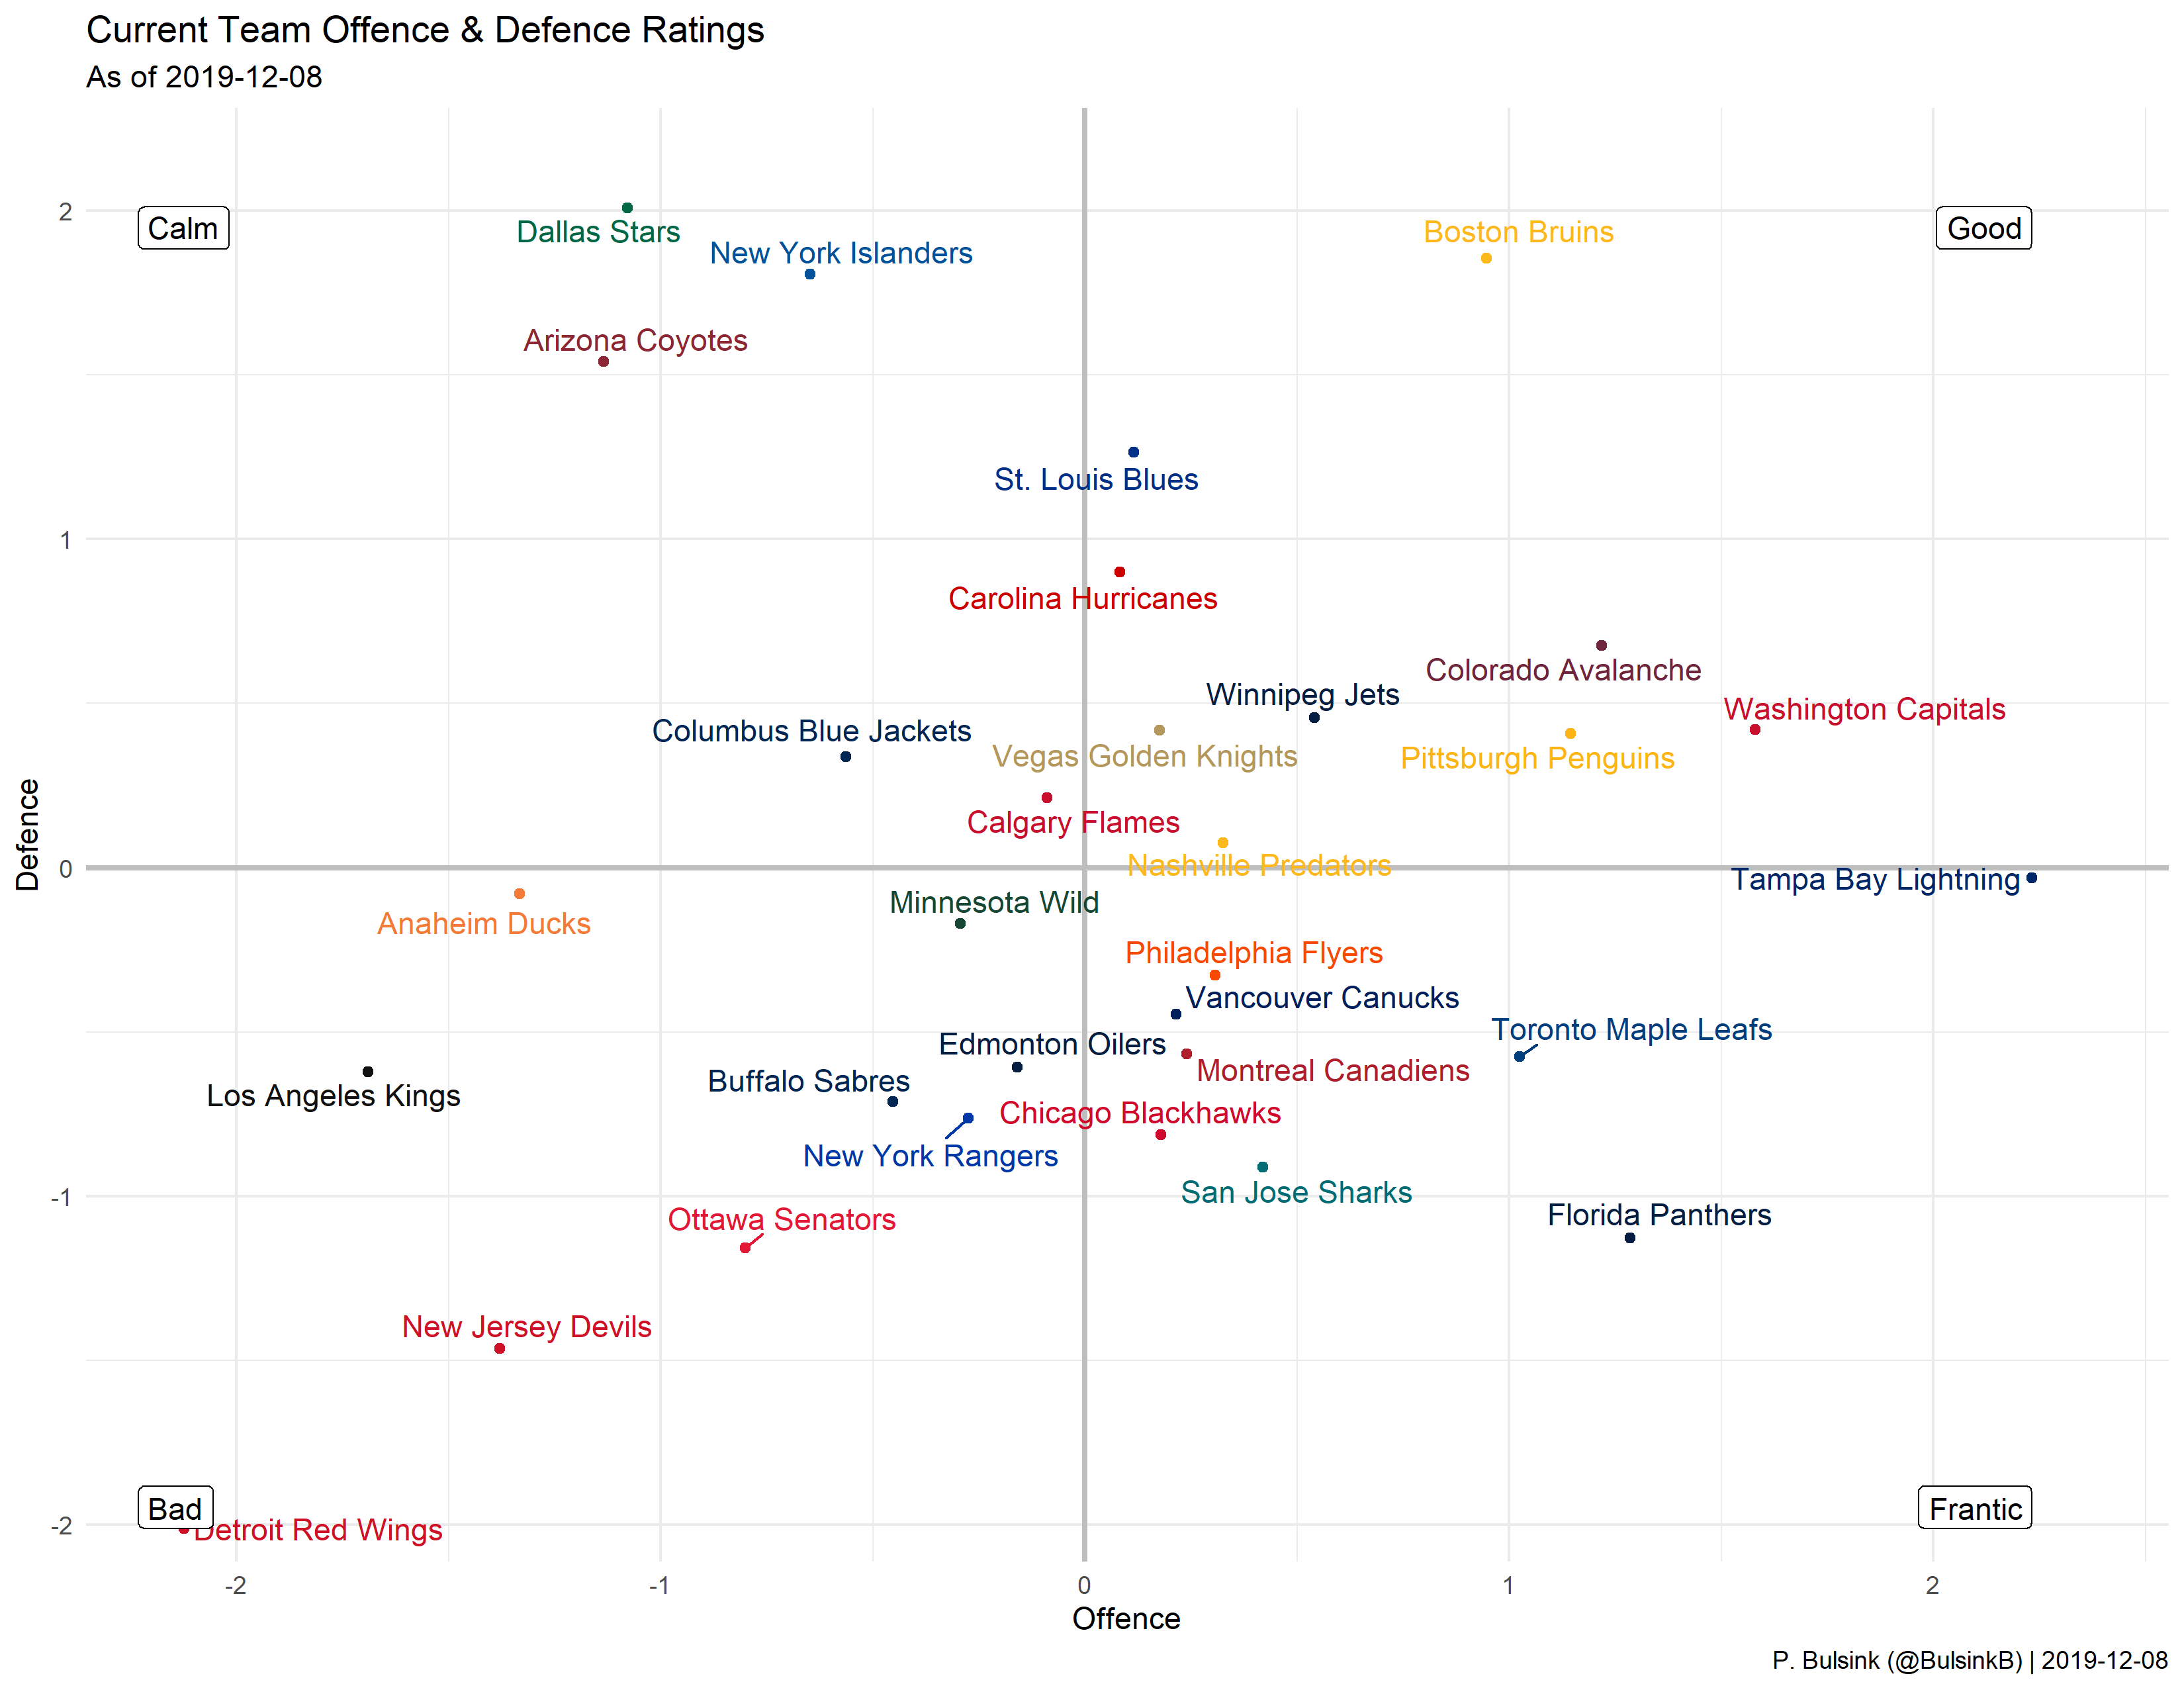 Current Team Offence & Defence Ratings
As of 2019-12-08
2
Calm
Dallas Stars
Boston Bruins
Good
New York Islanders
Arizona Coyotes
St. Louis Blues
1
Carolina Hurricanes
Colorado Avalanche
Winnipeg Jets
Washington Capitals
Columbus Blue Jackets
Vegas Golden Knights
Pittsburgh Penguins
Calgary Flames
Defence
0
Nashville Predators
Tampa Bay Lightning
Minnesota Wild
Anaheim Ducks
Philadelphia Flyers
Vancouver Canucks
Toronto Maple Leafs
Edmonton Oilers
Montreal Canadiens
Buffalo Sabres
Los Angeles Kings
Chicago Blackhawks
New York Rangers
-1
San Jose Sharks
Florida Panthers
Ottawa Senators
New Jersey Devils
Bad
Frantic
-2
Detroit Red Wings
-2
-1
0
1
2
Offence
P. Bulsink (@BulsinkB) | 2019-12-08